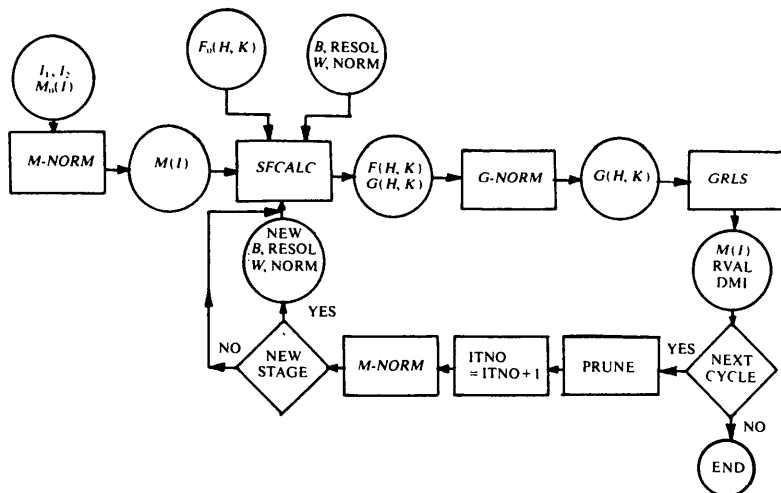 I₁, I₂
M₀(I)
M-NORM
M(I)
F₀(H, K)
B, RESOL
W, NORM
SFCALC
F(H, K)
G(H, K)
G-NORM
G(H, K)
GRLS
M(I)
RVAL
DMI
NEXT
CYCLE
YES
NO
END
PRUNE
ITNO
= ITNO+1
M-NORM
NEW
STAGE
NO
YES
NEW
B, RESOL
W, NORM